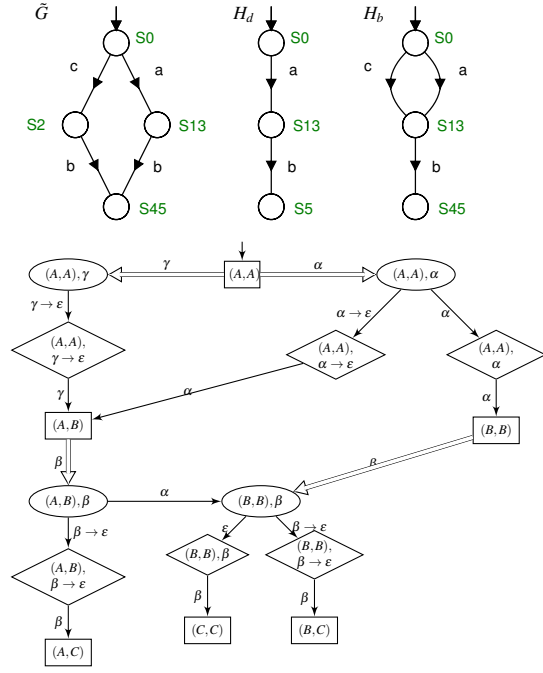 G̃ H_d H_b
S0 S0 S0
c a a c a
S2 S13 S13 S13
b b b b
S45 S5 S45
(A,A),γ γ (A,A) α (A,A),α
γ→ε α→ε α
(A,A),
γ→ε
(A,A),
α→ε
(A,A),
α
γ α α
(A,B) (B,B)
β β
(A,B),β α (B,B),β
β→ε ε β→ε
(A,B),
β→ε
(B,B),β
(B,B),
β→ε
β β β
(A,C) (C,C) (B,C)